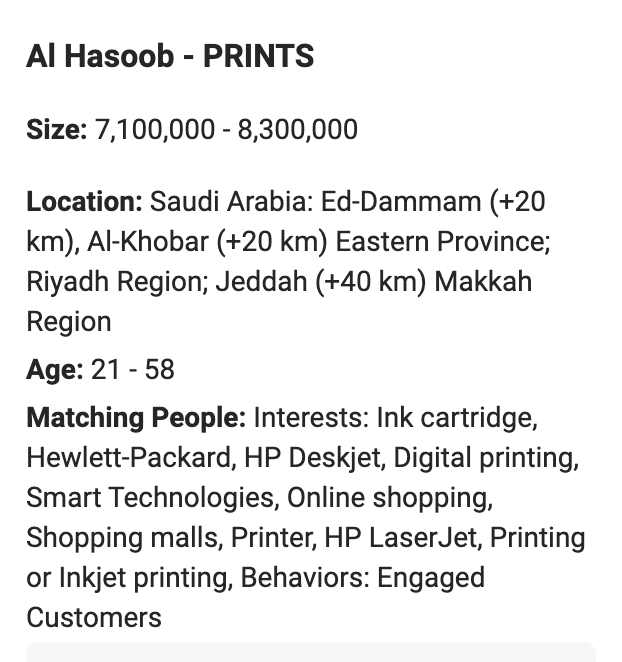 Al Hasoob - PRINTS
Size: 7,100,000 - 8,300,000
Location: Saudi Arabia: Ed-Dammam (+20
km), Al-Khobar (+20 km) Eastern Province;
Riyadh Region; Jeddah (+40 km) Makkah
Region
Age: 21 - 58
Matching People: Interests: Ink cartridge,
Hewlett-Packard, HP Deskjet, Digital printing,
Smart Technologies, Online shopping,
Shopping malls, Printer, HP LaserJet, Printing
or Inkjet printing, Behaviors: Engaged
Customers